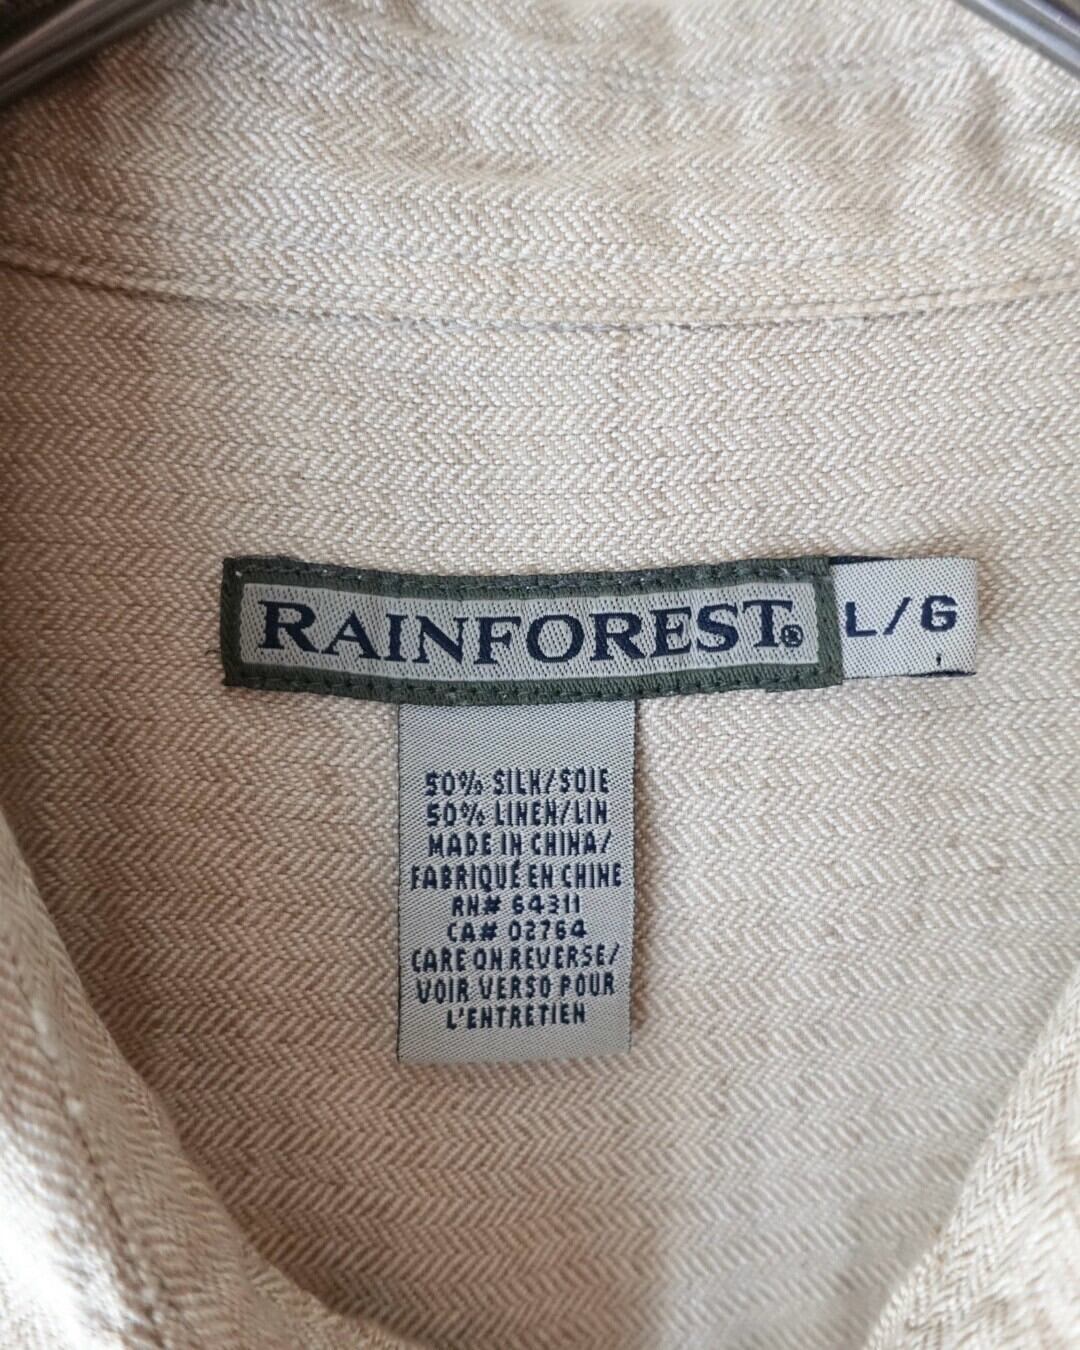 RAINFOREST®
L/G
50% SILK/SOIE
50% LINEN/LIN
MADE IN CHINA/
FABRIQUÉ EN CHINE
RN# 64311
CA# 02764
CARE ON REVERSE/
VOIR VERSO POUR
L'ENTRETIEN